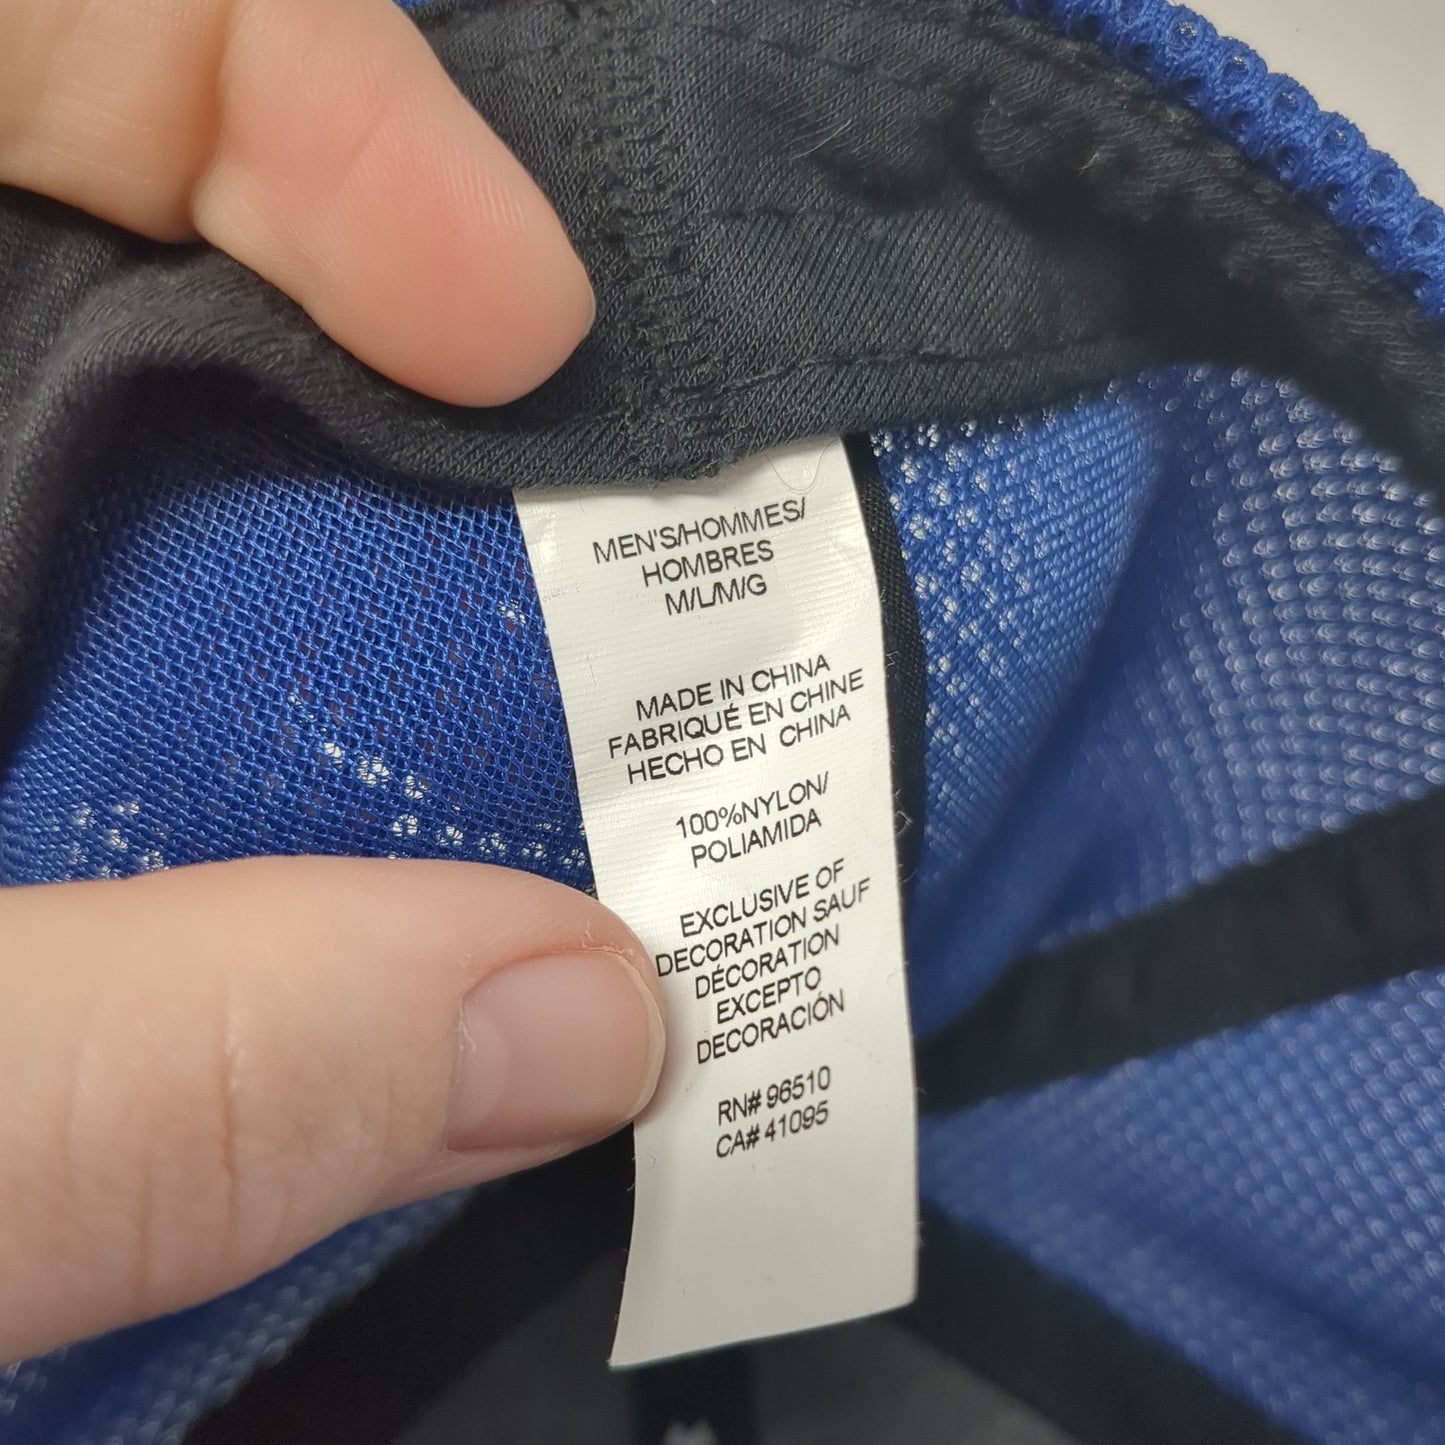 MEN'S/HOMMES/
HOMBRES
M/L/M/G
MADE IN CHINA
FABRIQUÉ EN CHINE
HECHO EN CHINA
100%NYLON/
POLIAMIDA
EXCLUSIVE OF
DECORATION SAUF
DÉCORATION
EXCEPTO
DECORACIÓN
RN# 96510
CA# 41095